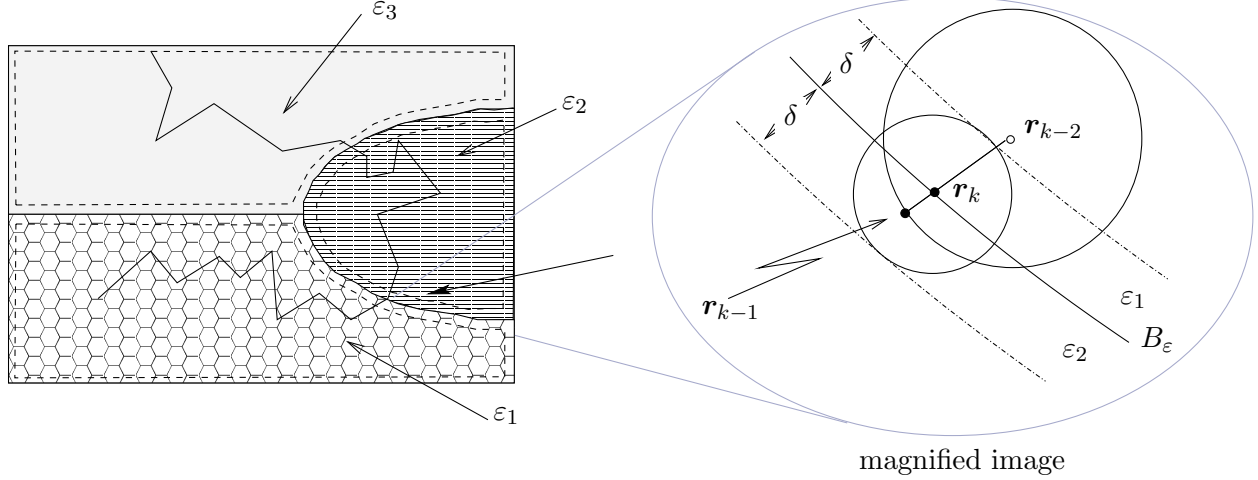 ε₃
ε₂
ε₁
δ
δ
r_{k−2}
r_k
r_{k−1}
ε₁
B_ε
ε₂
magnified image